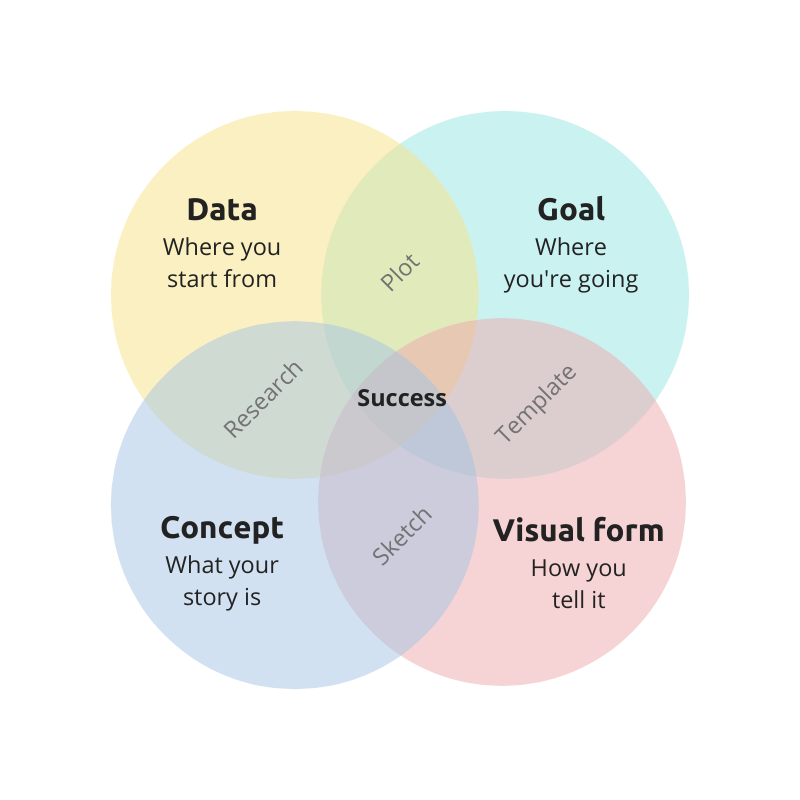 Data
Where you
start from
Goal
Where
you're going
Plot
Research
Success
Template
Concept
What your
story is
Sketch
Visual form
How you
tell it